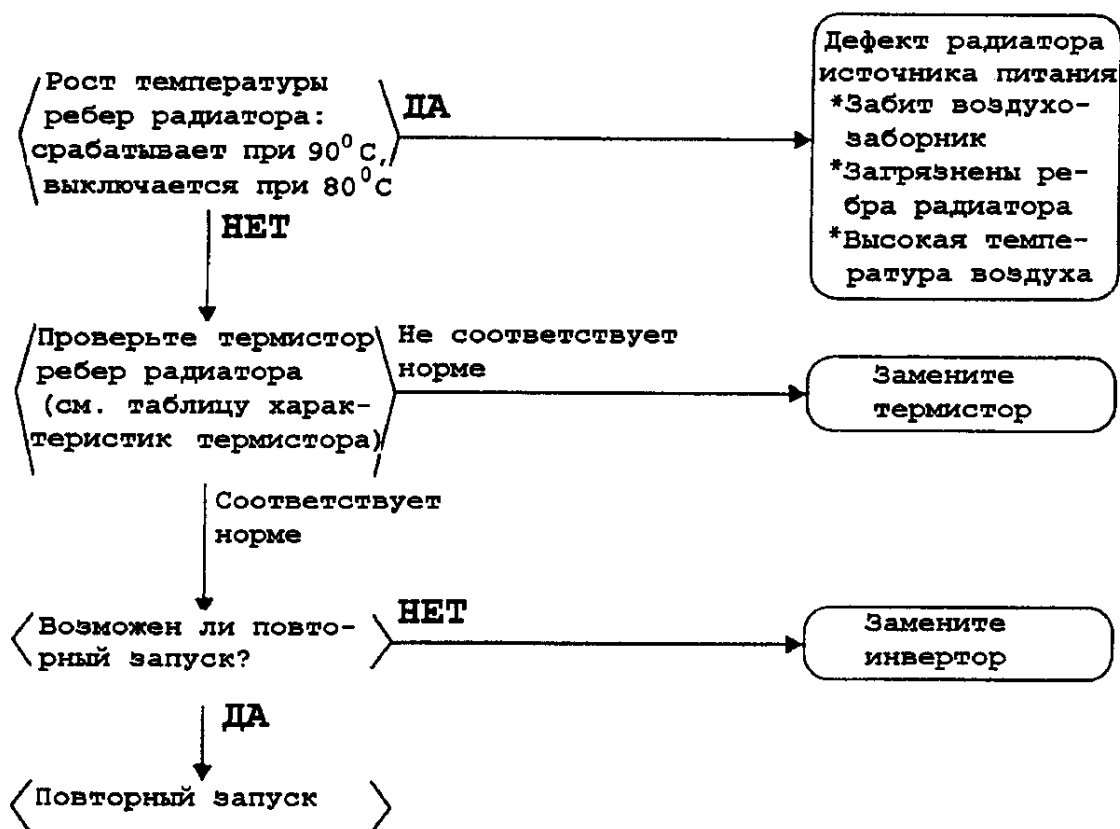 Рост температуры
ребер радиатора:
срабатывает при 90⁰С,
выключается при 80⁰С
ДА
Дефект радиатора
источника питания
*Забит воздухо-
заборник
*Загрязнены ре-
бра радиатора
*Высокая темпе-
ратура воздуха
НЕТ
Проверьте термистор
ребер радиатора
(см. таблицу харак-
теристик термистора)
Не соответствует
норме
Замените
термистор
Соответствует
норме
Возможен ли повто-
рный запуск?
НЕТ
Замените
инвертор
ДА
Повторный запуск